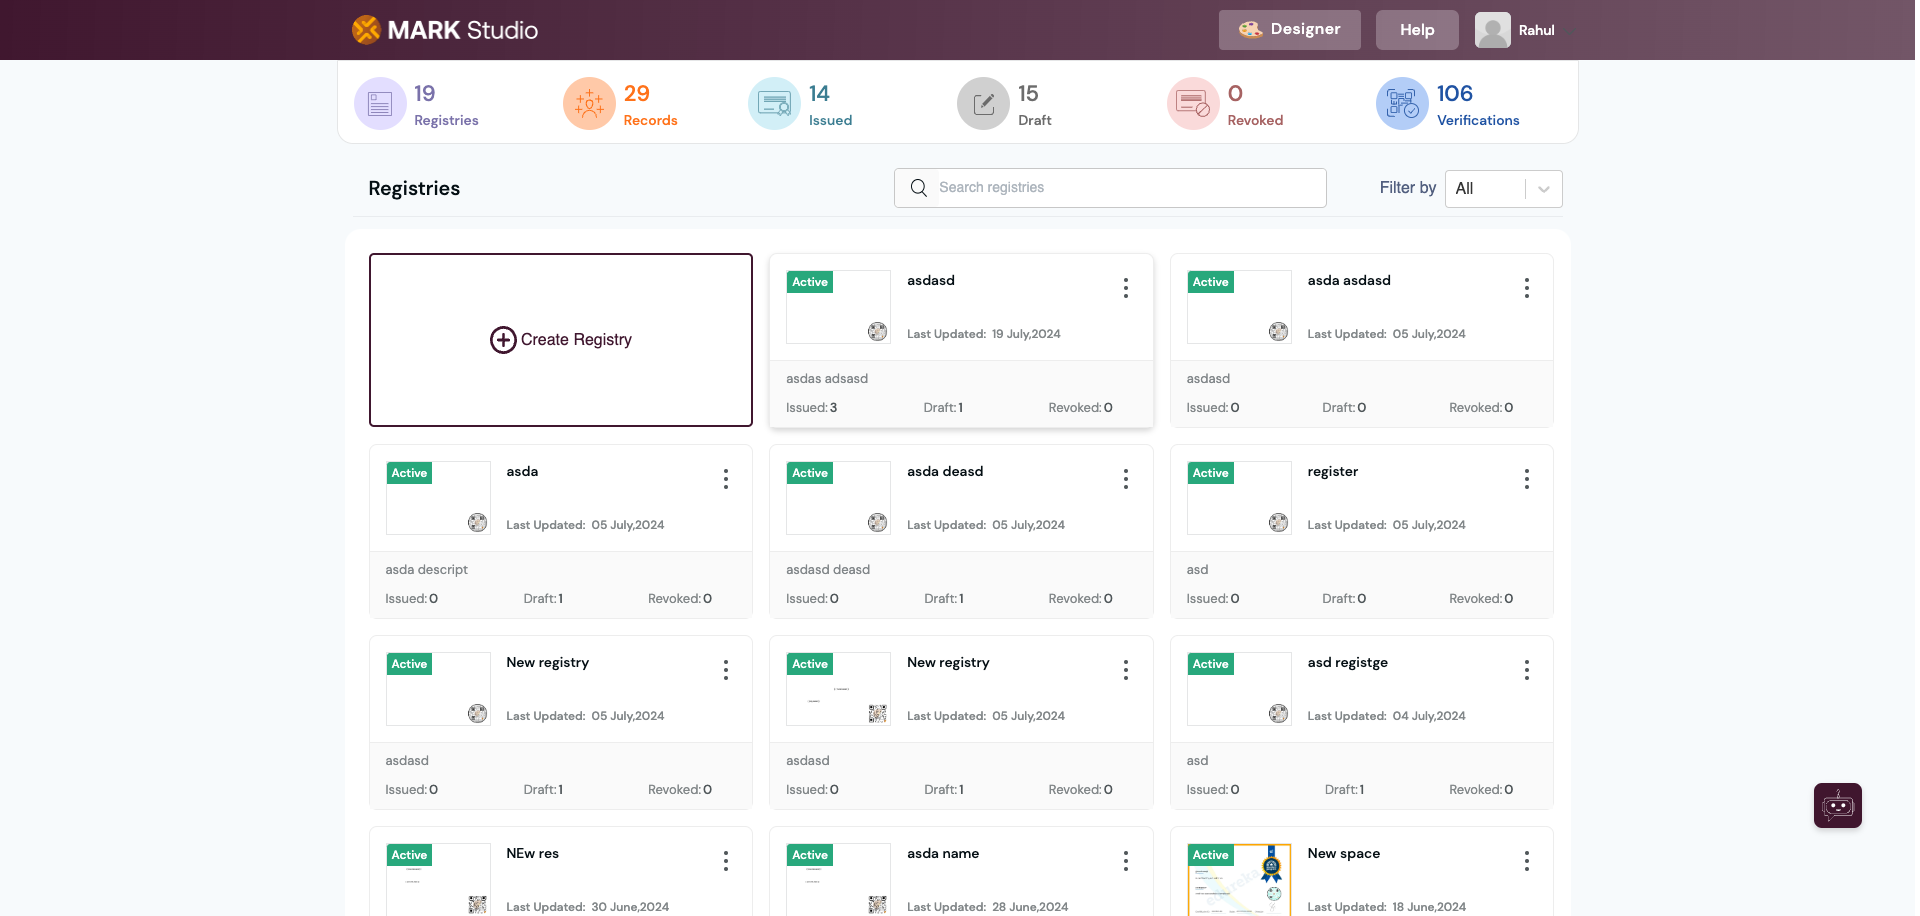 MARK Studio
Designer
Help
Rahul
19
Registries
29
Records
14
Issued
15
Draft
0
Revoked
106
Verifications
Registries
Search registries
Filter by
All
Create Registry
Active
asdasd
Last Updated: 19 July,2024
asdas adsasd
Issued: 3 Draft: 1 Revoked: 0
Active
asda asdasd
Last Updated: 05 July,2024
asdasd
Issued: 0 Draft: 0 Revoked: 0
Active
asda
Last Updated: 05 July,2024
asda descript
Issued: 0 Draft: 1 Revoked: 0
Active
asda deasd
Last Updated: 05 July,2024
asdasd deasd
Issued: 0 Draft: 1 Revoked: 0
Active
register
Last Updated: 05 July,2024
asd
Issued: 0 Draft: 0 Revoked: 0
Active
New registry
Last Updated: 05 July,2024
asdasd
Issued: 0 Draft: 1 Revoked: 0
Active
New registry
Last Updated: 05 July,2024
asdasd
Issued: 0 Draft: 1 Revoked: 0
Active
asd registge
Last Updated: 04 July,2024
asd
Issued: 0 Draft: 1 Revoked: 0
Active
NEw res
Last Updated: 30 June,2024
Active
asda name
Last Updated: 28 June,2024
Active
New space
Last Updated: 18 June,2024